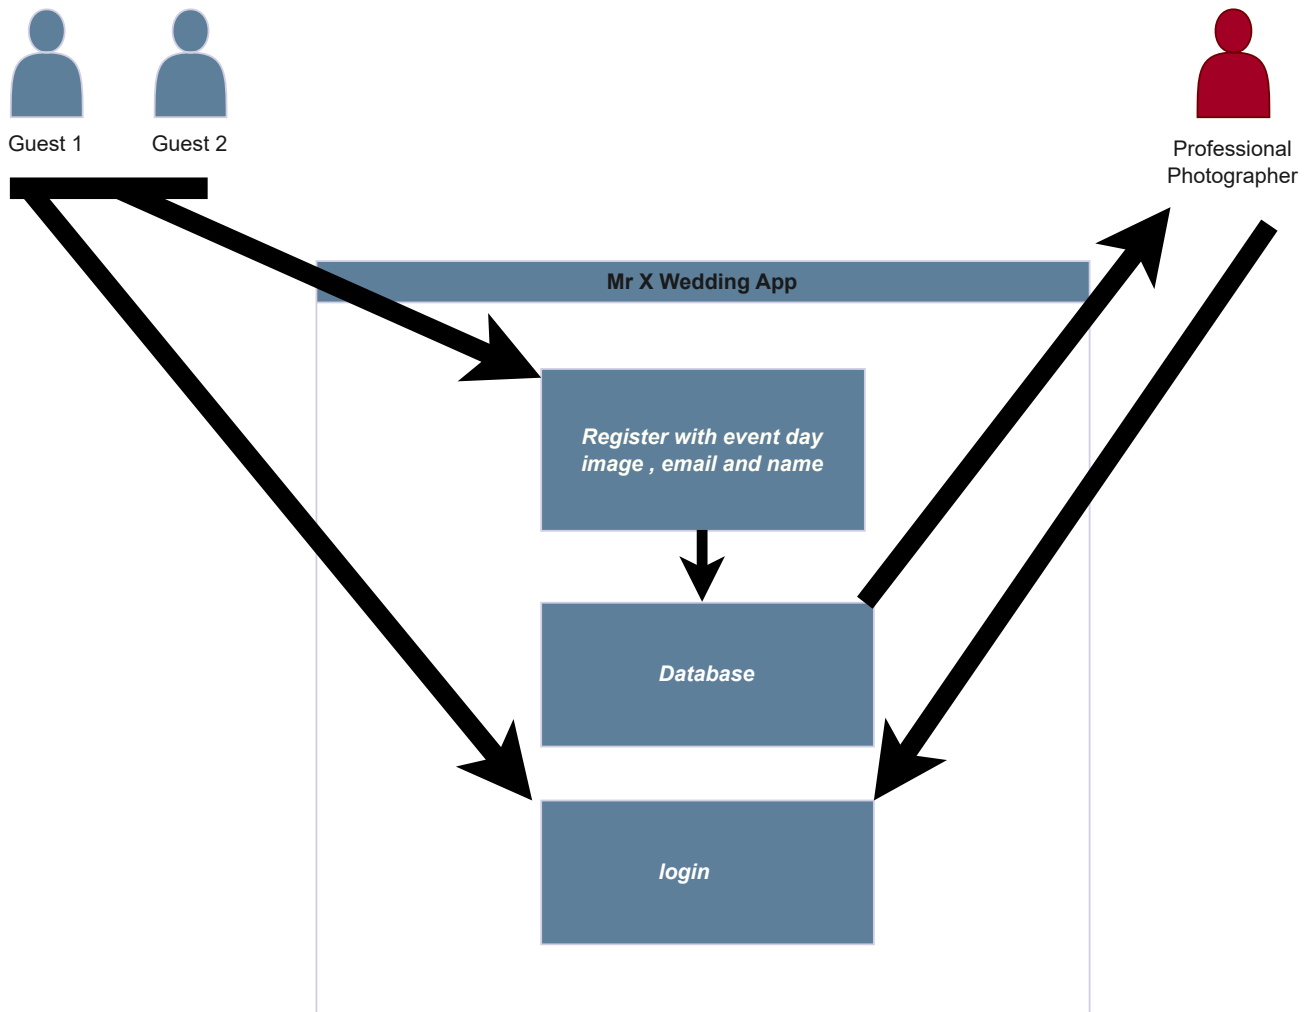 Guest 1
Guest 2
Professional
Photographer
Mr X Wedding App
Register with event day
image , email and name
Database
login